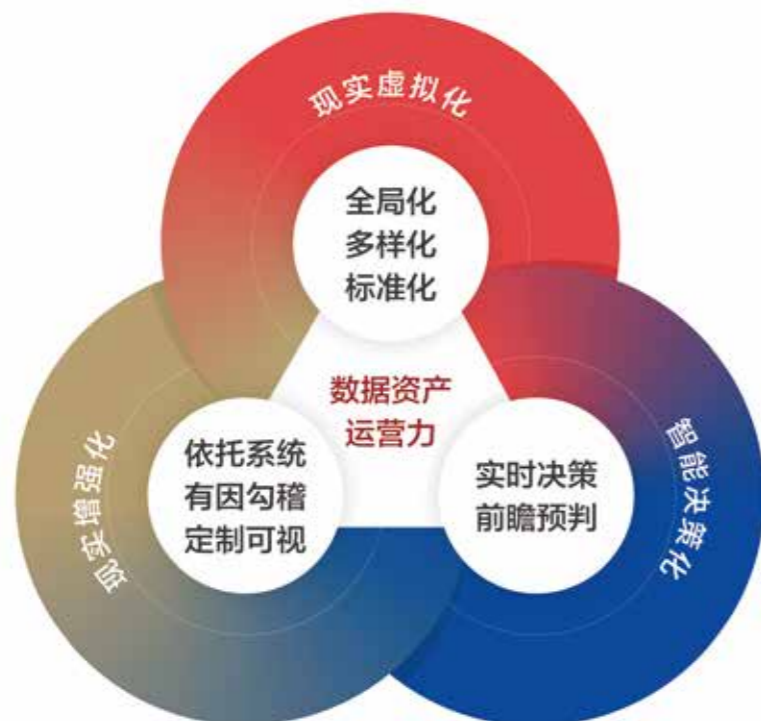 现实虚拟化
全局化
多样化
标准化
数据资产
运营力
现实增强化
依托系统
有因勾稽
定制可视
实时决策
前瞻预判
智能决策化